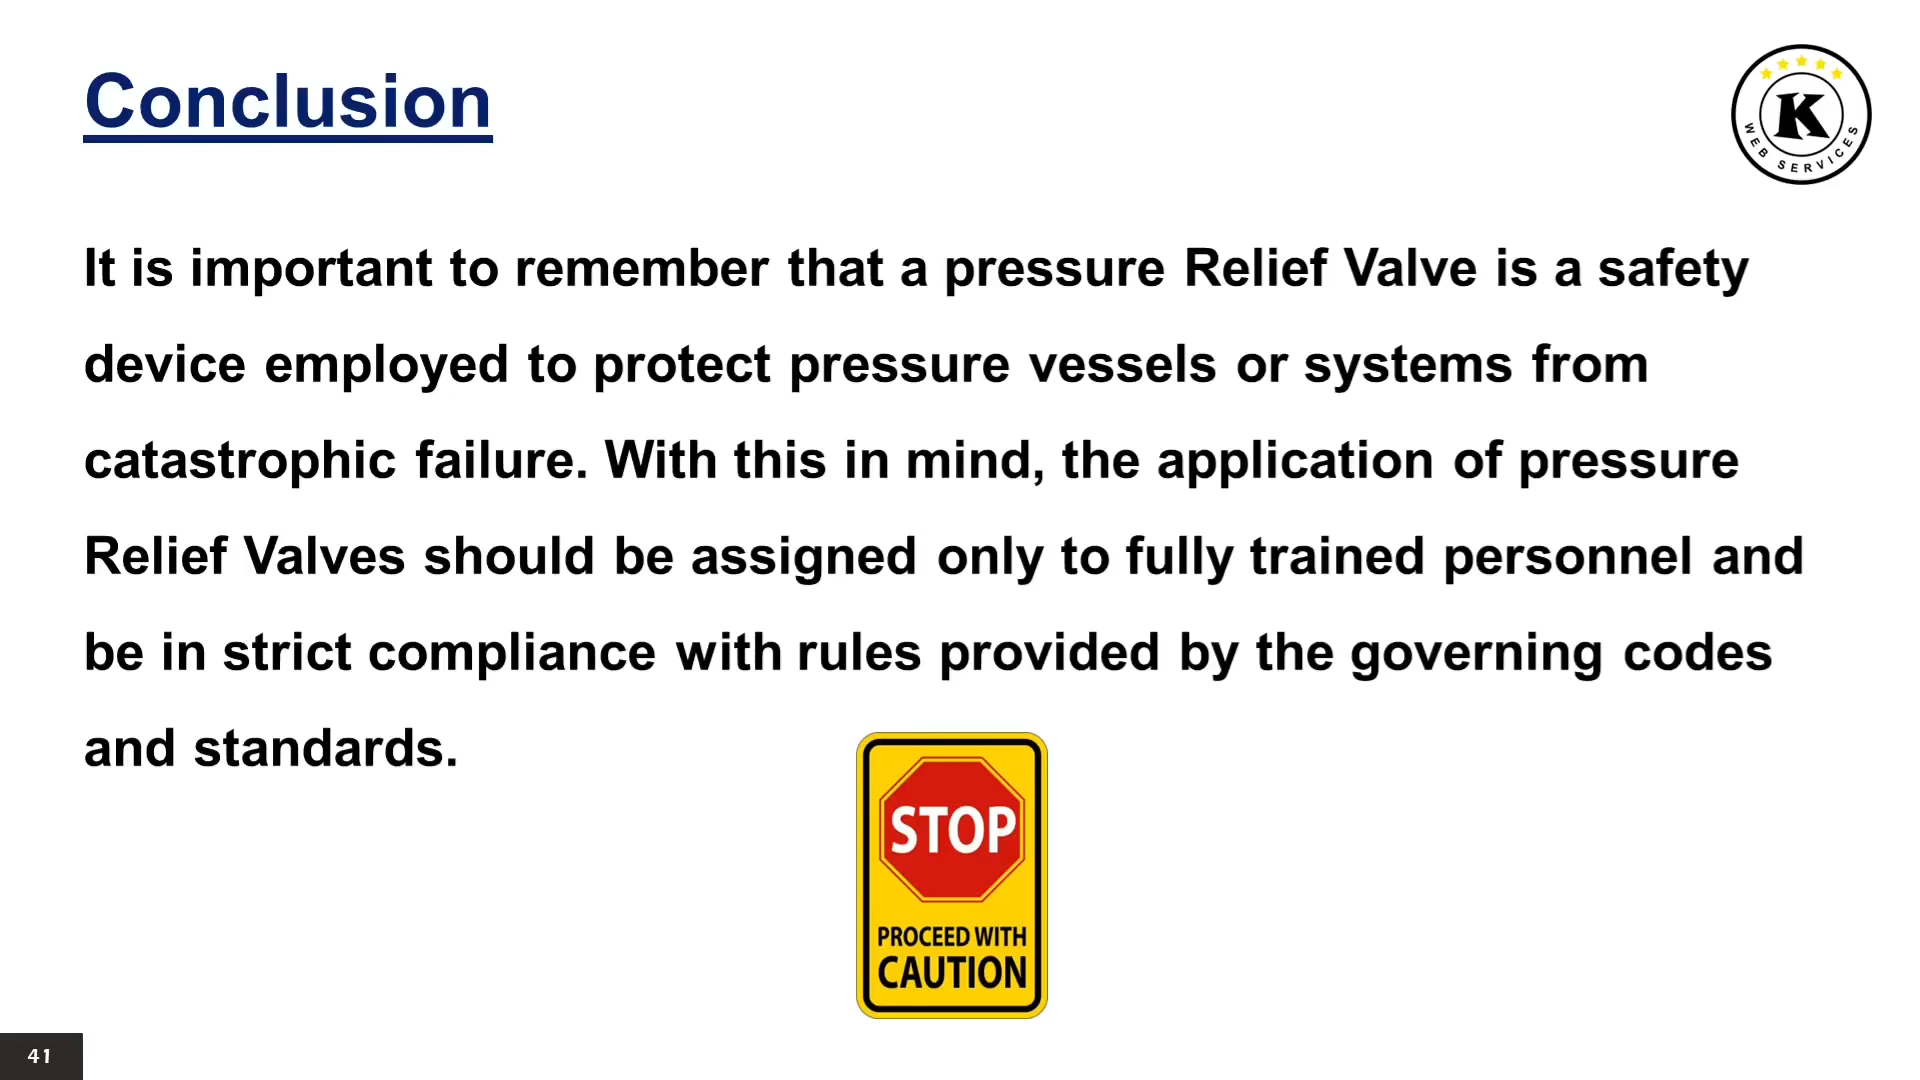 Conclusion
K
WEB SERVICES
It is important to remember that a pressure Relief Valve is a safety
device employed to protect pressure vessels or systems from
catastrophic failure. With this in mind, the application of pressure
Relief Valves should be assigned only to fully trained personnel and
be in strict compliance with rules provided by the governing codes
and standards.
STOP
PROCEED WITH
CAUTION
41